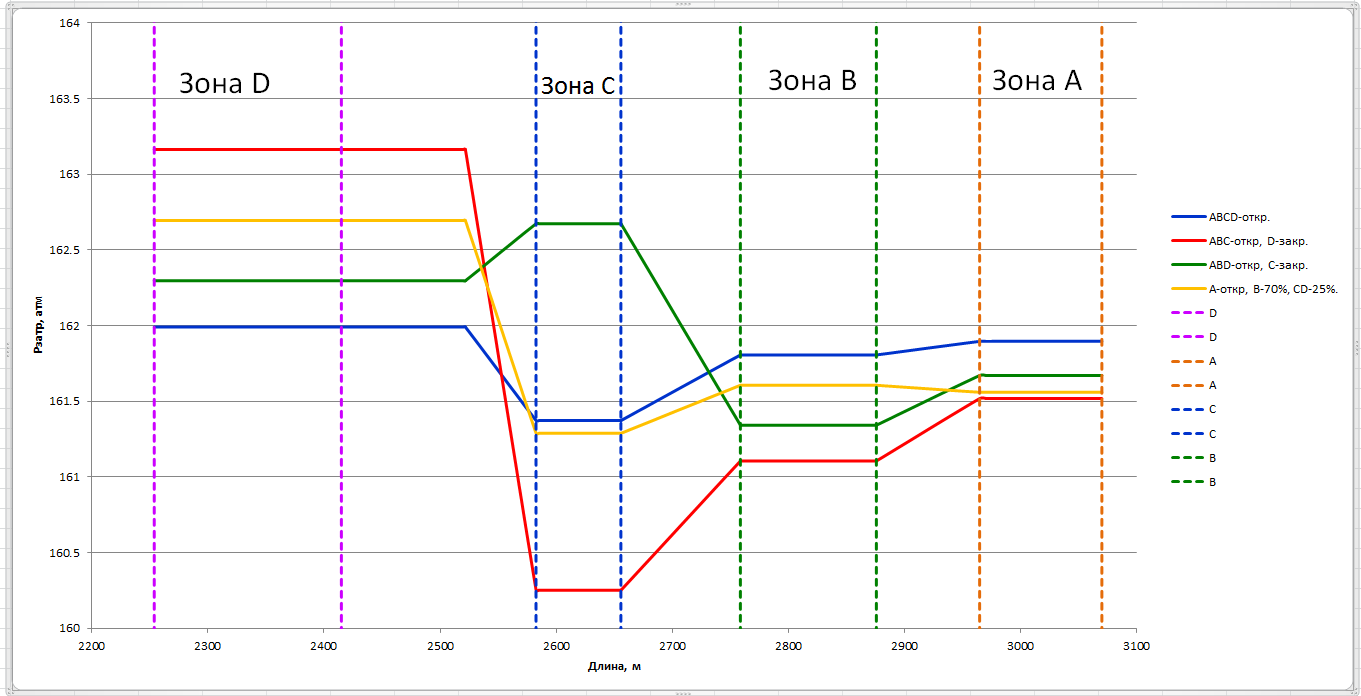 164
163.5
163
162.5
162
161.5
161
160.5
160
Рзатр, атм
Зона D
Зона C
Зона B
Зона A
2200 2300 2400 2500 2600 2700 2800 2900 3000 3100
Длина, м
ABCD-откр.
ABC-откр, D-закр.
ABD-откр, C-закр.
A-откр, B-70%, CD-25%.
D
D
A
A
C
C
B
B